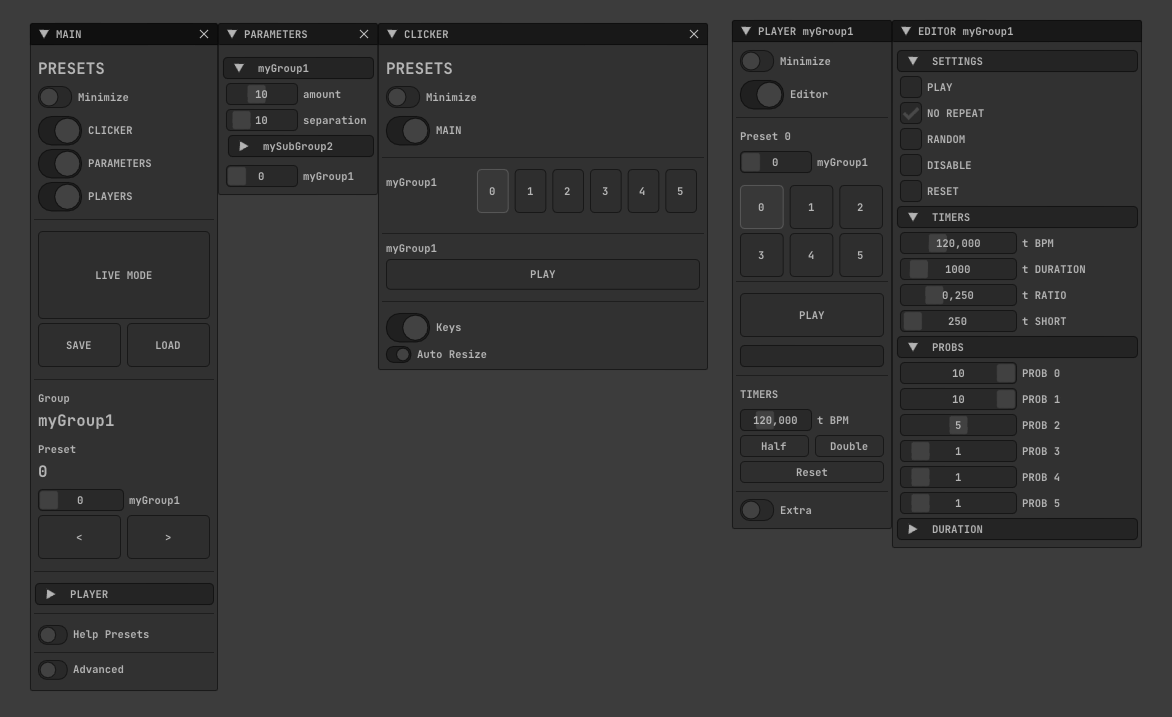 MAIN
PRESETS
Minimize
CLICKER
PARAMETERS
PLAYERS
LIVE MODE
SAVE LOAD
Group
myGroup1
Preset
0
0 myGroup1
< >
PLAYER
Help Presets
Advanced
PARAMETERS
myGroup1
10 amount
10 separation
mySubGroup2
0 myGroup1
CLICKER
PRESETS
Minimize
MAIN
myGroup1 0 1 2 3 4 5
myGroup1
PLAY
Keys
Auto Resize
PLAYER myGroup1
Minimize
Editor
Preset 0
0 myGroup1
0 1 2
3 4 5
PLAY
TIMERS
120,000 t BPM
Half Double
Reset
Extra
EDITOR myGroup1
SETTINGS
PLAY
NO REPEAT
RANDOM
DISABLE
RESET
TIMERS
120,000 t BPM
1000 t DURATION
0,250 t RATIO
250 t SHORT
PROBS
10 PROB 0
10 PROB 1
5 PROB 2
1 PROB 3
1 PROB 4
1 PROB 5
DURATION